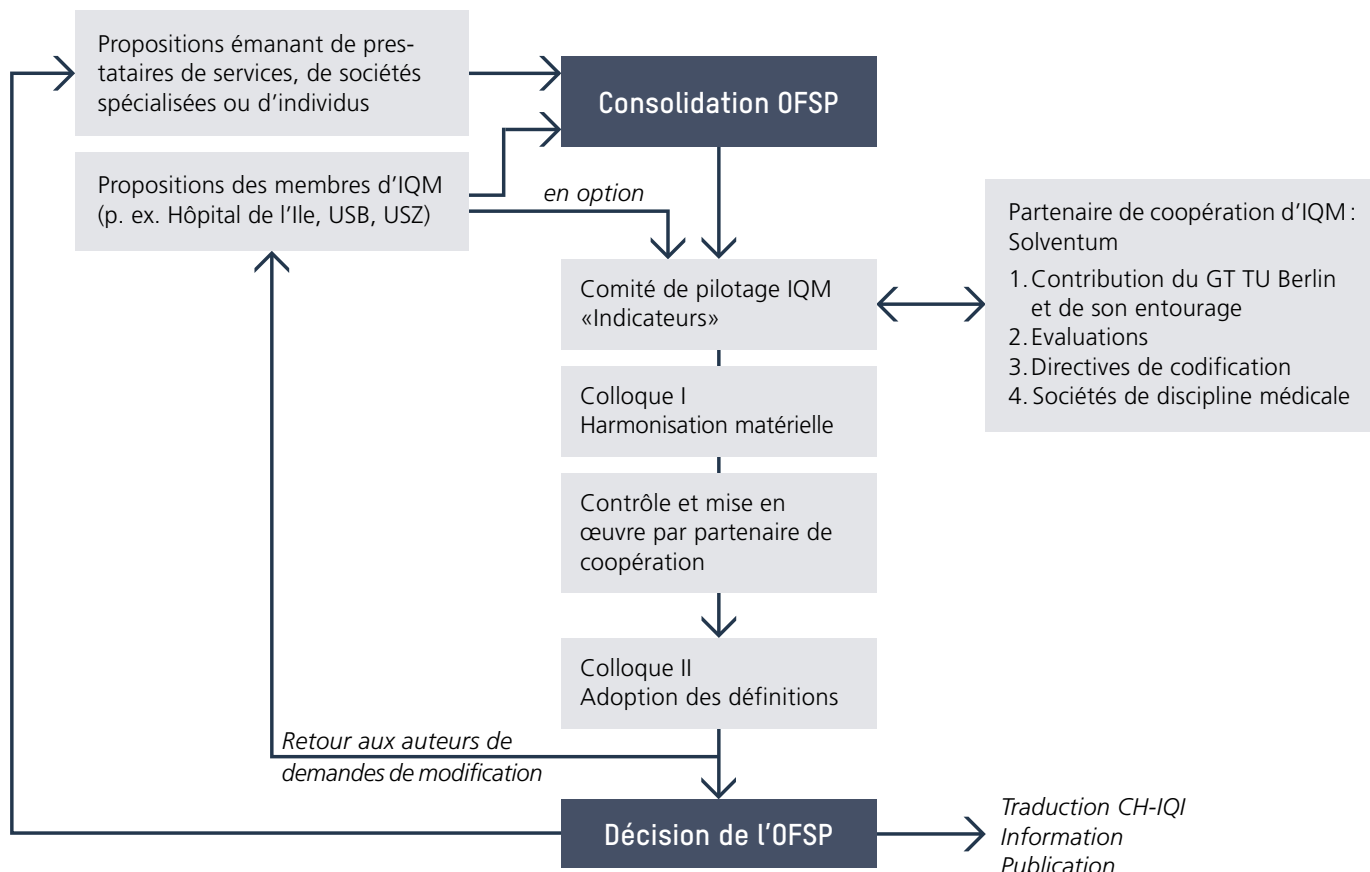 Propositions émanant de pres-
tataires de services, de sociétés
spécialisées ou d'individus
Consolidation OFSP
Propositions des membres d'IQM
(p. ex. Hôpital de l'Ile, USB, USZ)
en option
Comité de pilotage IQM
«Indicateurs»
Partenaire de coopération d'IQM :
Solventum
1. Contribution du GT TU Berlin
et de son entourage
2. Evaluations
3. Directives de codification
4. Sociétés de discipline médicale
Colloque I
Harmonisation matérielle
Contrôle et mise en
œuvre par partenaire de
coopération
Colloque II
Adoption des définitions
Retour aux auteurs de
demandes de modification
Décision de l'OFSP
Traduction CH-IQI
Information
Publication